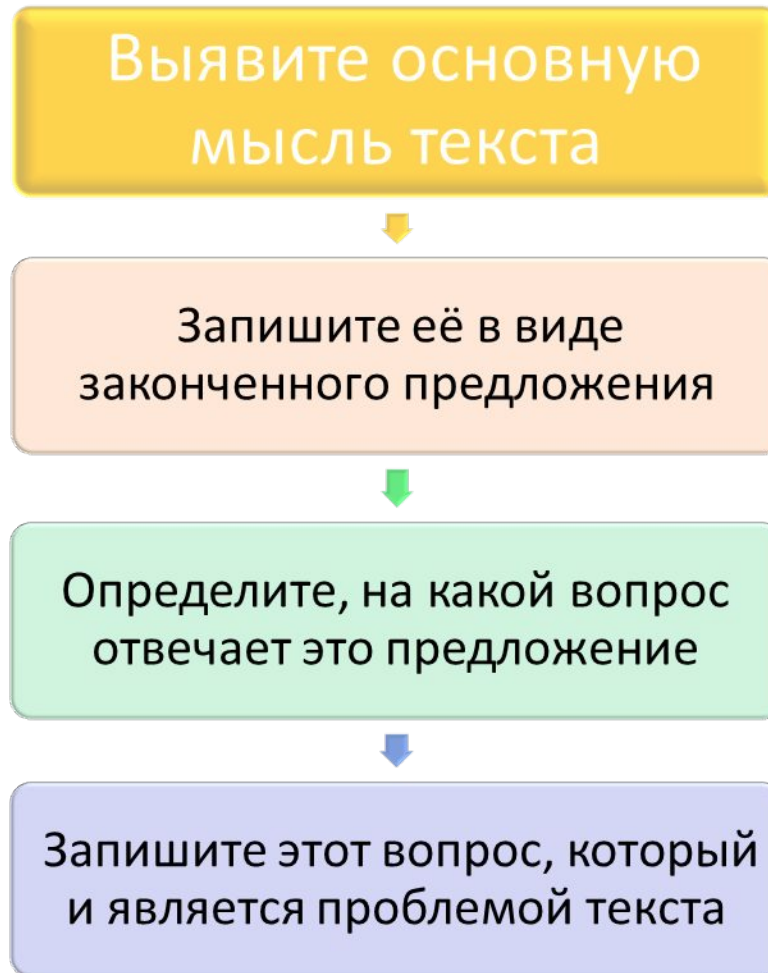 Выявите основную
мысль текста
Запишите её в виде
законченного предложения
Определите, на какой вопрос
отвечает это предложение
Запишите этот вопрос, который
и является проблемой текста